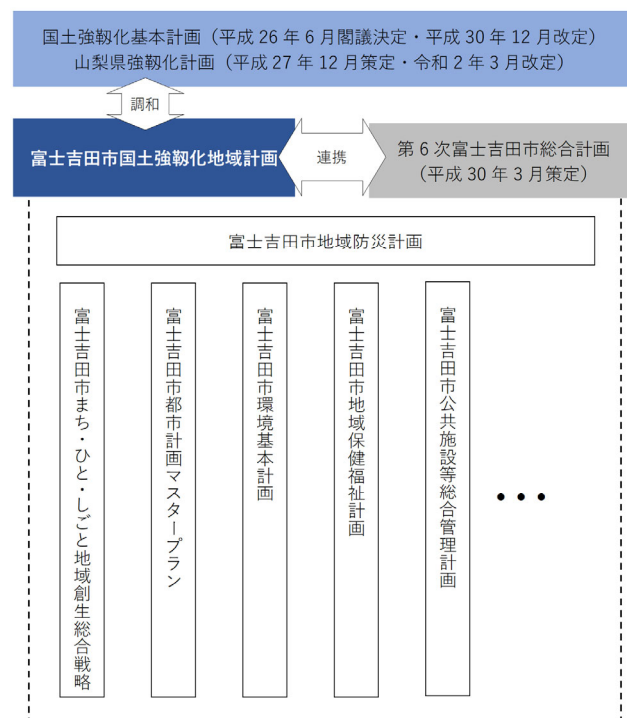 国土強靱化基本計画（平成 26 年 6 月閣議決定・平成 30 年 12 月改定）
山梨県強靱化計画（平成 27 年 12 月策定・令和 2 年 3 月改定）
調和
富士吉田市国土強靱化地域計画
連携
第 6 次富士吉田市総合計画
（平成 30 年 3 月策定）
富士吉田市地域防災計画
富士吉田市まち・ひと・しごと地域創生総合戦略
富士吉田市都市計画マスタープラン
富士吉田市環境基本計画
富士吉田市地域保健福祉計画
富士吉田市公共施設等総合管理計画
・・・